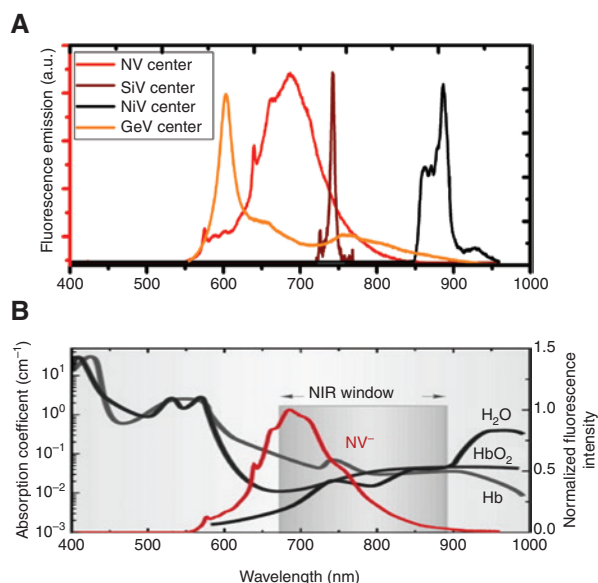 A
Fluorescence emission (a.u.)
NV center
SiV center
NiV center
GeV center
400 500 600 700 800 900 1000
B
Absorption coefficent (cm⁻¹)
10¹
10⁰
10⁻¹
10⁻²
10⁻³
NIR window
NV⁻
H₂O
HbO₂
Hb
1.5
1.0
0.5
0.0
Normalized fluorescence
intensity
400 500 600 700 800 900 1000
Wavelength (nm)